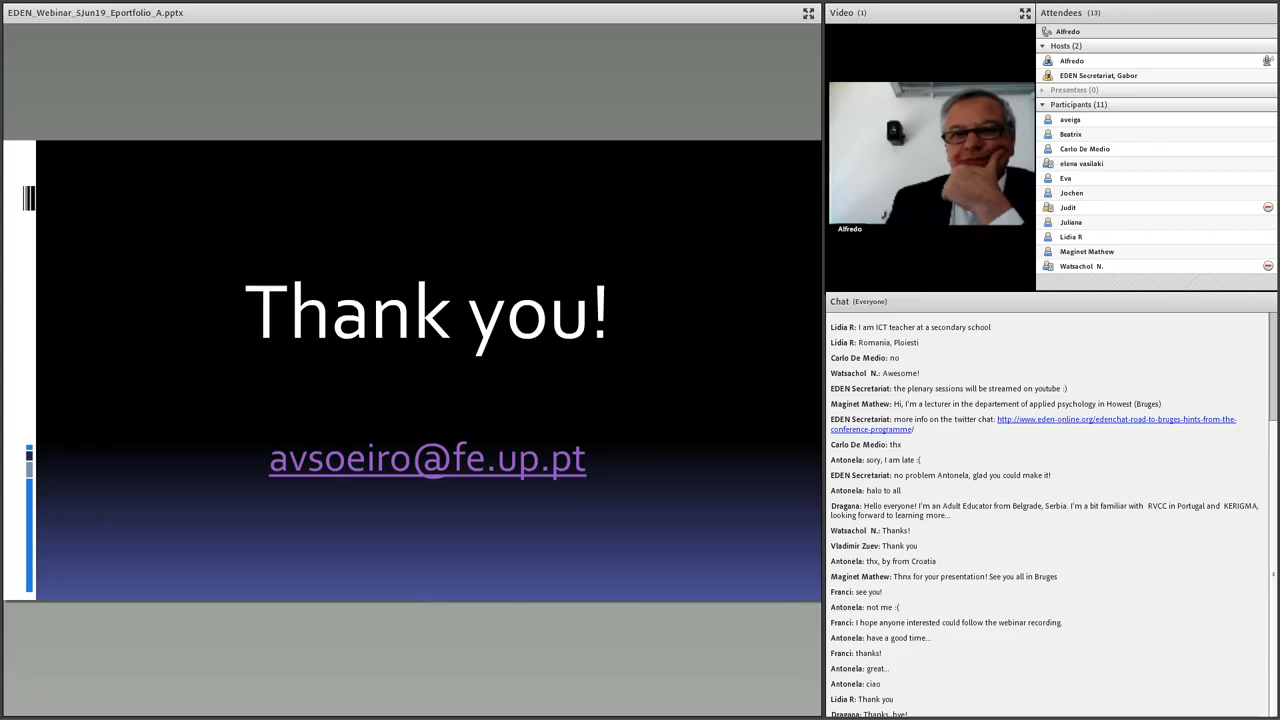 EDEN_Webinar_5Jun19_Eportfolio_A.pptx
Thank you!
avsoeiro@fe.up.pt
Video (1)
Alfredo
Attendees (13)
Alfredo
Hosts (2)
Alfredo
EDEN Secretariat, Gabor
Presenters (0)
Participants (11)
aveiga
Beatrix
Carlo De Medio
elena vasilaki
Eva
Jochen
Judit
Juliana
Lidia R
Maginet Mathew
Watsachol N.
Chat (Everyone)
Lidia R: I am ICT teacher at a secondary school
Lidia R: Romania, Ploiesti
Carlo De Medio: no
Watsachol N.: Awesome!
EDEN Secretariat: the plenary sessions will be streamed on youtube :)
Maginet Mathew: Hi, I'm a lecturer in the departement of applied psychology in Howest (Bruges)
EDEN Secretariat: more info on the twitter chat: http://www.eden-online.org/edenchat-road-to-bruges-hints-from-the-
conference-programme/
Carlo De Medio: thx
Antonela: sory, I am late :(
EDEN Secretariat: no problem Antonela, glad you could make it!
Antonela: halo to all
Dragana: Hello everyone! I'm an Adult Educator from Belgrade, Serbia. I'm a bit familiar with RVCC in Portugal and KERIGMA,
looking forward to learning more...
Watsachol N.: Thanks!
Vladimir Zuev: Thank you
Antonela: thx, by from Croatia
Maginet Mathew: Thnx for your presentation! See you all in Bruges
Franci: see you!
Antonela: not me :(
Franci: I hope anyone interested could follow the webinar recording.
Antonela: have a good time...
Franci: thanks!
Antonela: great...
Antonela: ciao
Lidia R: Thank you
Dragana: Thanks, bye!